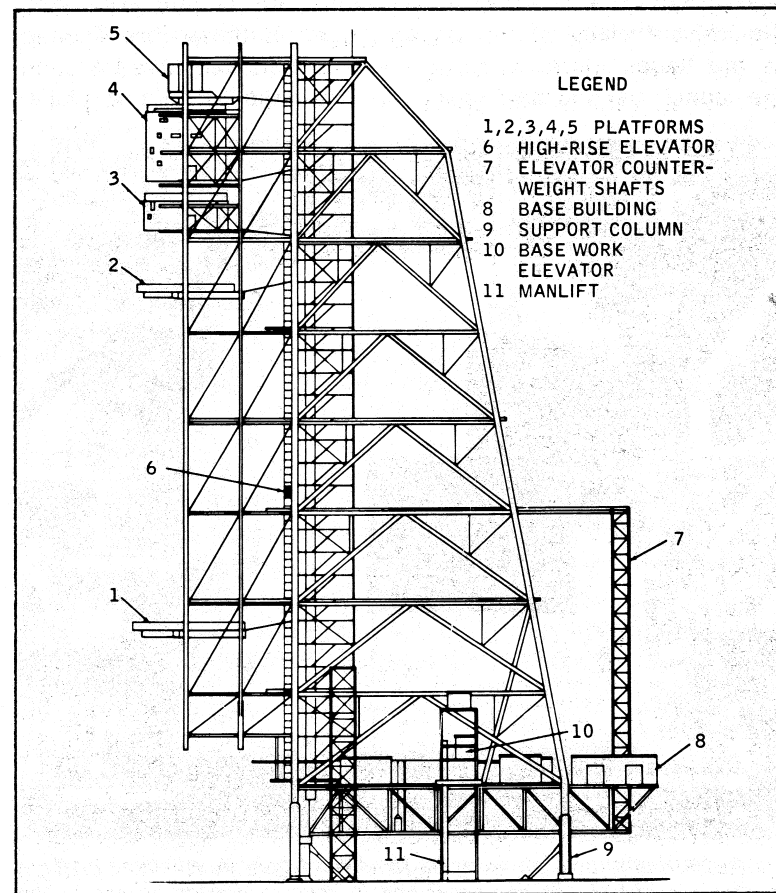 5
4
3
2
6
1
LEGEND
1,2,3,4,5 PLATFORMS
6 HIGH-RISE ELEVATOR
7 ELEVATOR COUNTER-
WEIGHT SHAFTS
8 BASE BUILDING
9 SUPPORT COLUMN
10 BASE WORK
ELEVATOR
11 MANLIFT
7
10
8
11
9